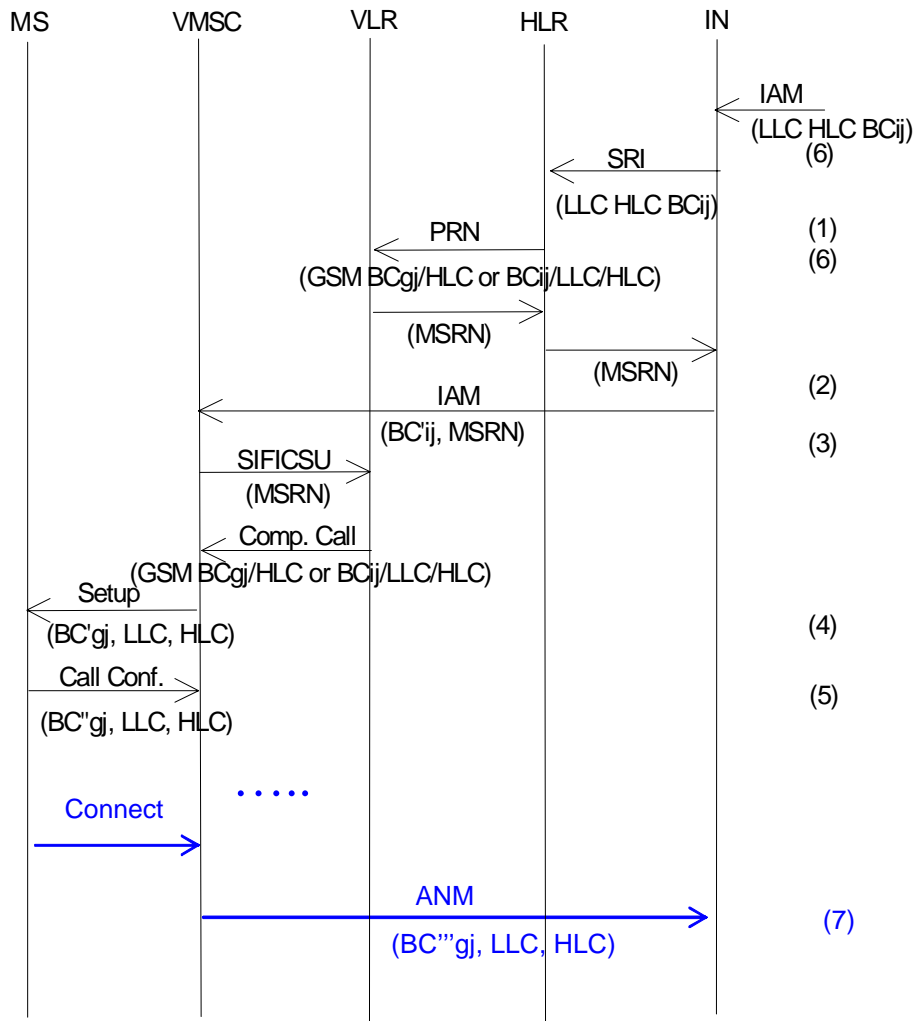 MS VMSC VLR HLR IN
IAM
(LLC HLC BCij)
(6)
SRI
(LLC HLC BCij)
(1)
PRN
(6)
(GSM BCgj/HLC or BCij/LLC/HLC)
(MSRN)
(MSRN)
(2)
IAM
(BC'ij, MSRN)
(3)
SIFICSU
(MSRN)
Comp. Call
(GSM BCgj/HLC or BCij/LLC/HLC)
Setup
(BC'gj, LLC, HLC)
(4)
Call Conf.
(5)
(BC"gj, LLC, HLC)
.....
Connect
ANM
(7)
(BC’’’gj, LLC, HLC)